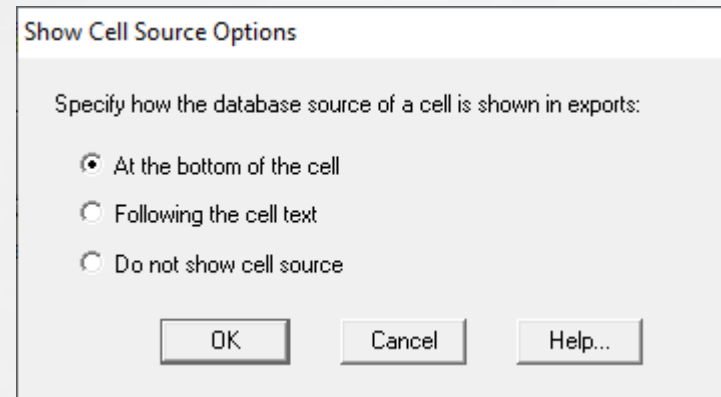 Show Cell Source Options
Specify how the database source of a cell is shown in exports:
At the bottom of the cell
Following the cell text
Do not show cell source
OK Cancel Help...